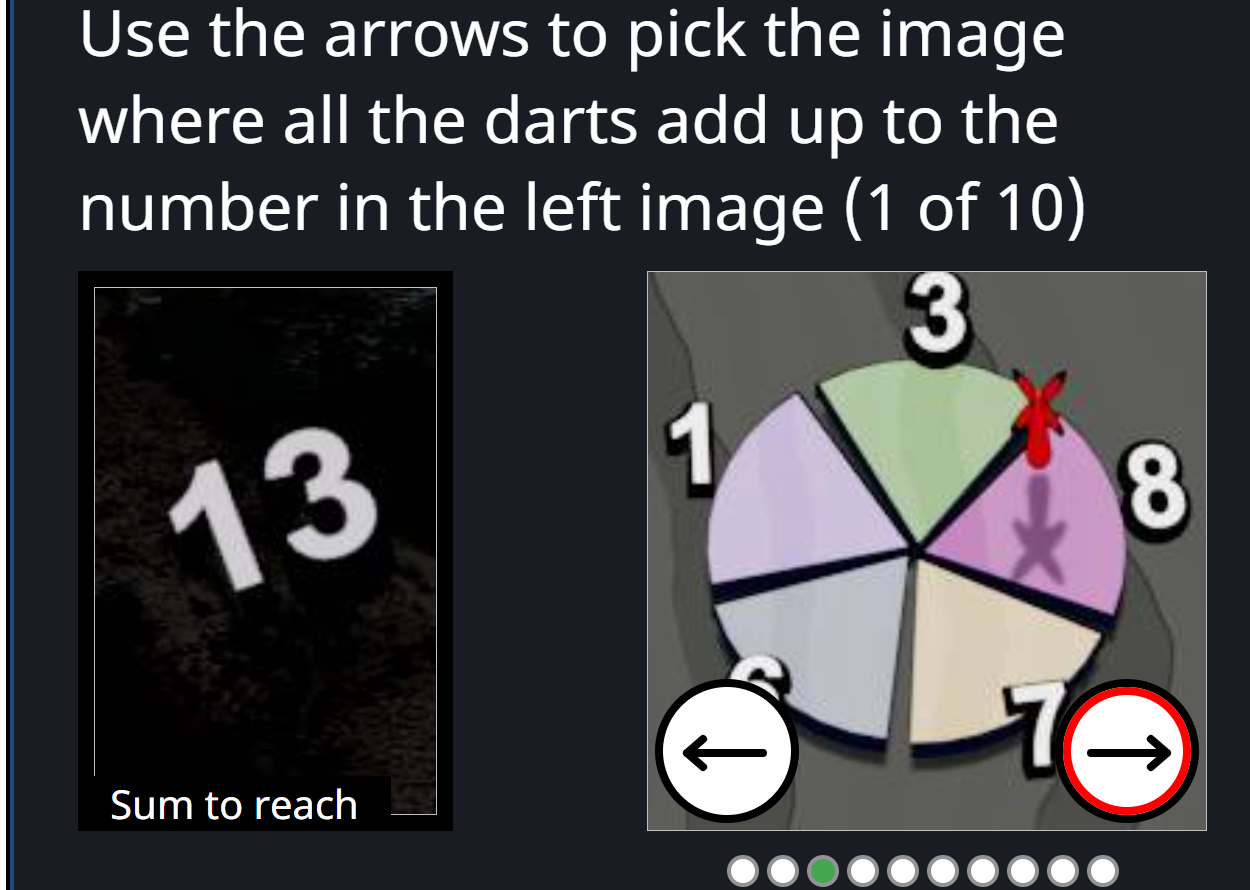 Use the arrows to pick the image
where all the darts add up to the
number in the left image (1 of 10)
13
Sum to reach
3
1
8
6
7